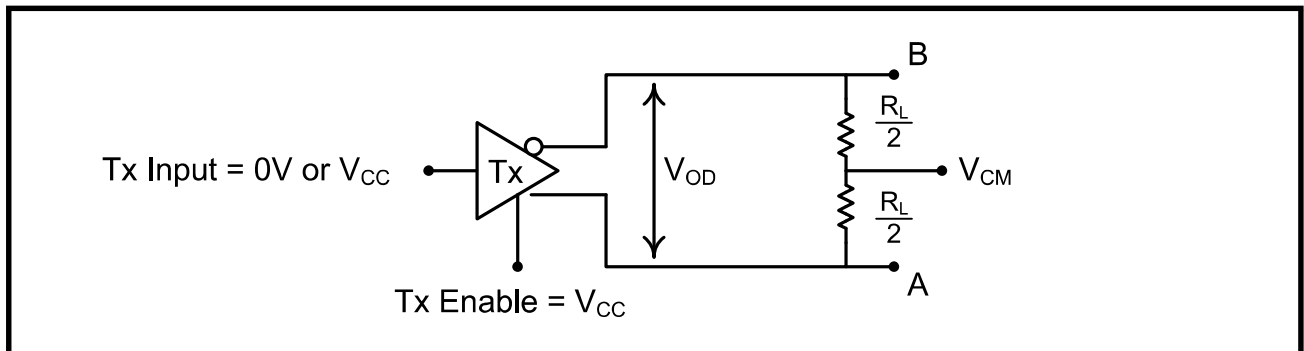 B
R_L
2
Tx Input = 0V or V_CC
Tx
V_OD
V_CM
R_L
2
A
Tx Enable = V_CC